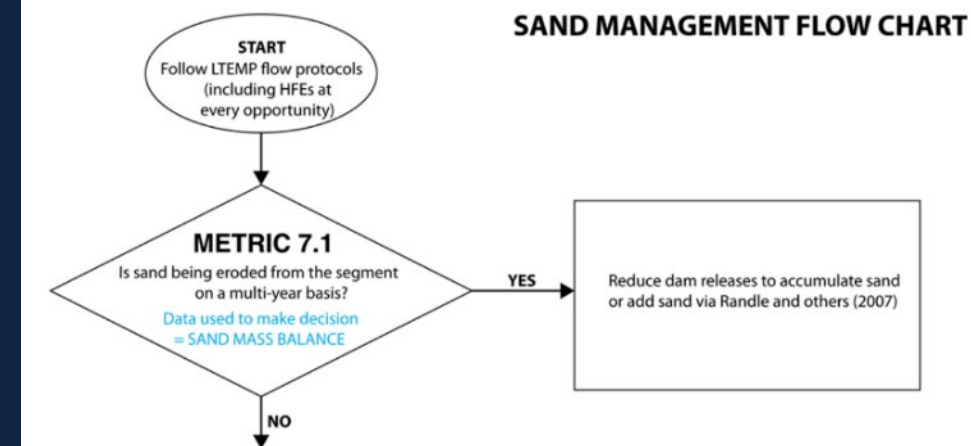 SAND MANAGEMENT FLOW CHART
START
Follow LTEMP flow protocols
(including HFEs at
every opportunity)
METRIC 7.1
Is sand being eroded from the segment
on a multi-year basis?
Data used to make decision
= SAND MASS BALANCE
YES
Reduce dam releases to accumulate sand
or add sand via Randle and others (2007)
NO